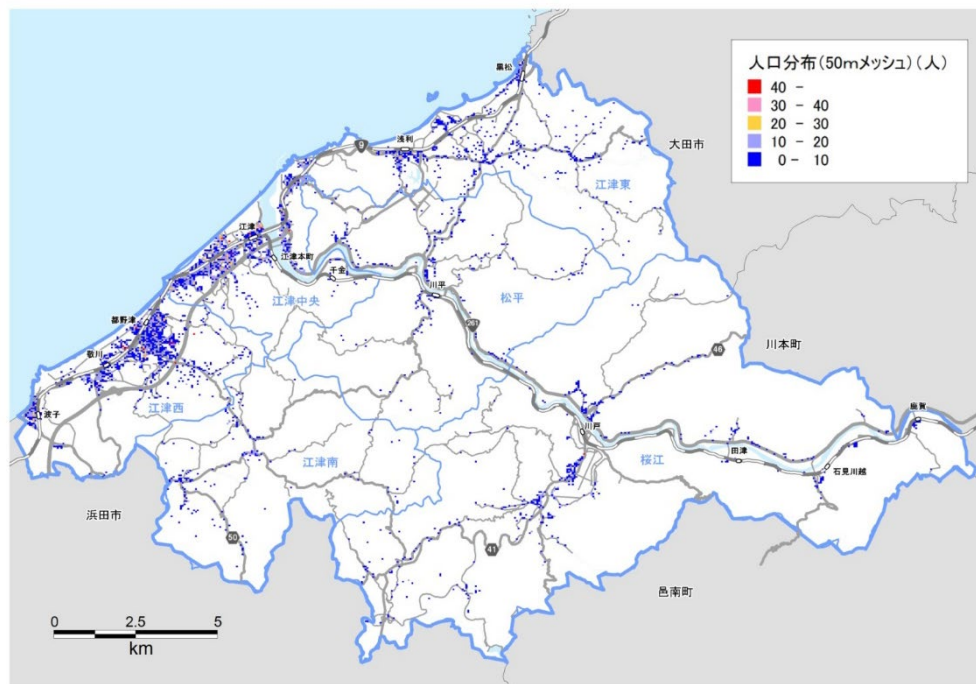 人口分布(50mメッシュ)(人)
40 -
30 - 40
20 - 30
10 - 20
0 - 10
黒松
浅利
9
大田市
江津東
江津
江津本町
千金
江津中央
川平
松平
261
都野津
敬川
川本町
46
波子
江津西
鹿賀
川戸
江津南
桜江
田津
石見川越
浜田市
50
41
邑南町
0 2.5 5
km